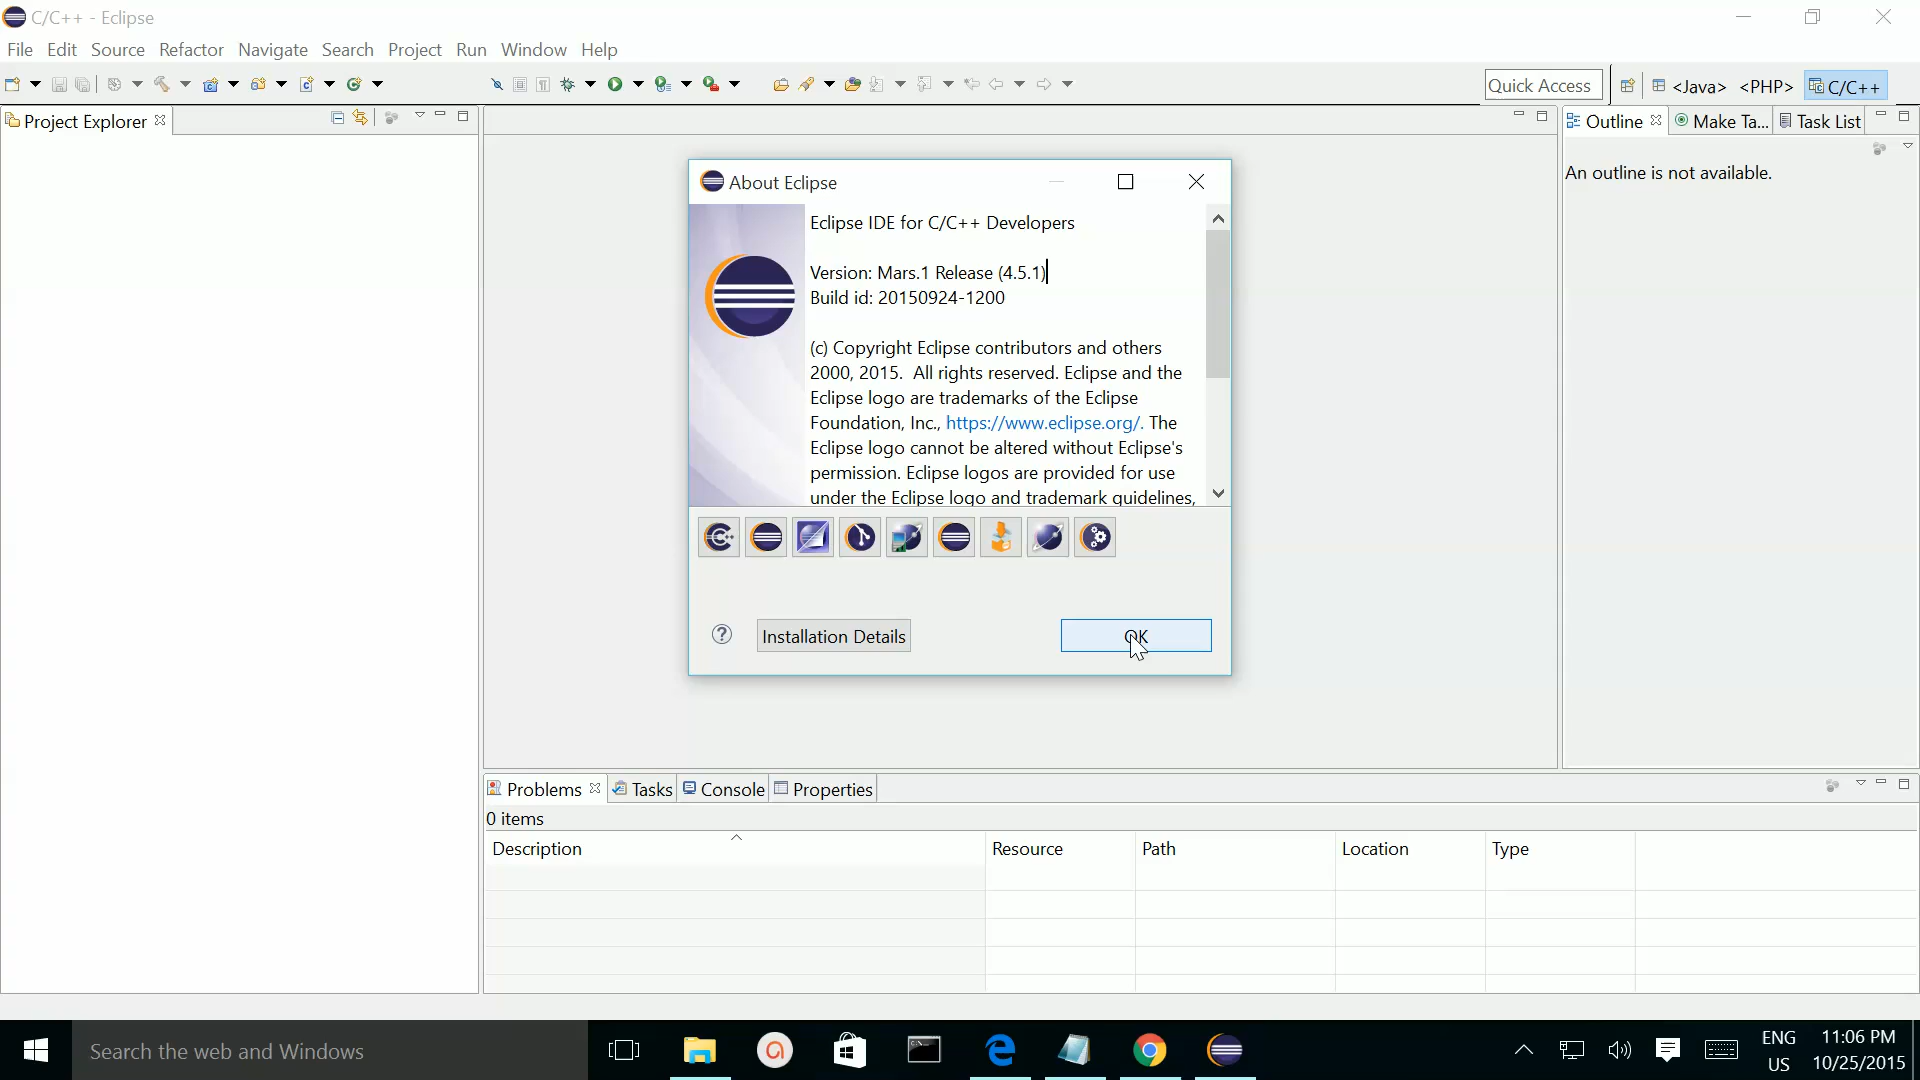 C/C++ - Eclipse
File Edit Source Refactor Navigate Search Project Run Window Help
Quick Access <Java> <PHP> C/C++
Project Explorer
Outline Make Ta... Task List
An outline is not available.
About Eclipse
Eclipse IDE for C/C++ Developers
Version: Mars.1 Release (4.5.1)
Build id: 20150924-1200
(c) Copyright Eclipse contributors and others
2000, 2015.  All rights reserved. Eclipse and the
Eclipse logo are trademarks of the Eclipse
Foundation, Inc., https://www.eclipse.org/. The
Eclipse logo cannot be altered without Eclipse's
permission. Eclipse logos are provided for use
under the Eclipse logo and trademark guidelines,
Installation Details OK
Problems Tasks Console Properties
0 items
Description Resource Path Location Type
Search the web and Windows
ENG
US
11:06 PM
10/25/2015